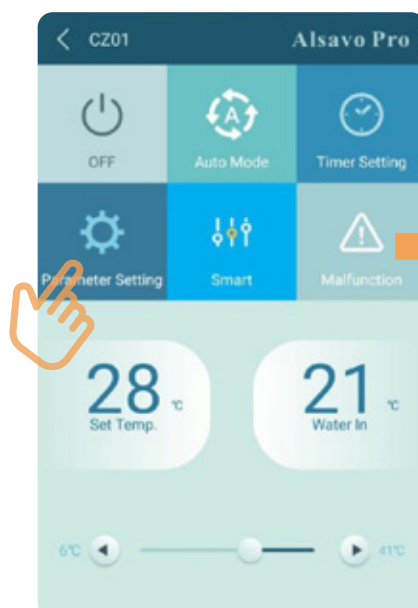 CZ01 Alsavo Pro
OFF Auto Mode Timer Setting
Parameter Setting Smart Malfunction
28 ℃ 21 ℃
Set Temp. Water In
6℃ 41℃